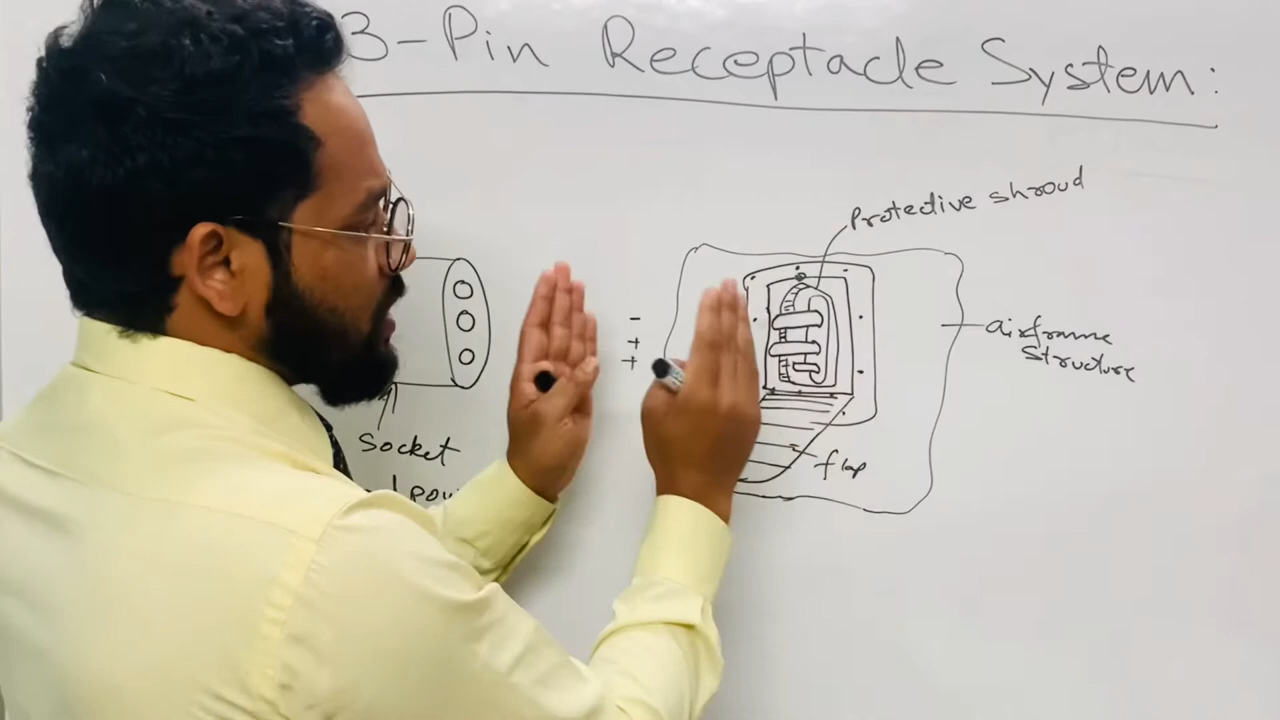 3-Pin Receptacle System:
Protective shroud
-
+
+
airframe
structure
Socket
flap